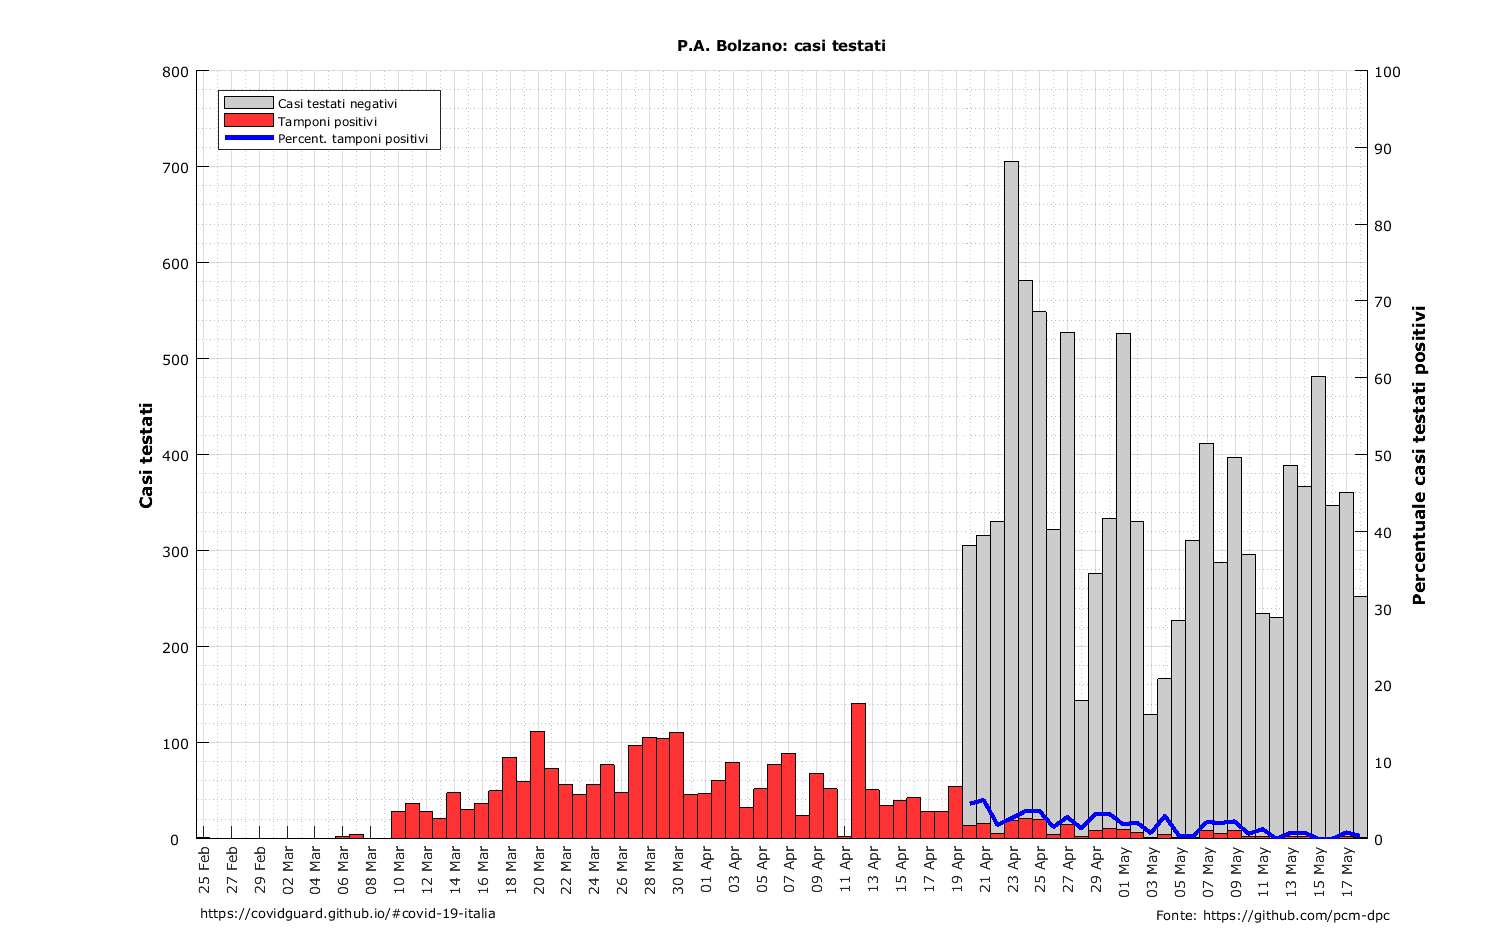 P.A. Bolzano: casi testati
Casi testati negativi
Tamponi positivi
Percent. tamponi positivi
Casi testati
800
700
600
500
400
300
200
100
0
100
90
80
70
60
50
40
30
20
10
0
Percentuale casi testati positivi
25 Feb
27 Feb
29 Feb
02 Mar
04 Mar
06 Mar
08 Mar
10 Mar
12 Mar
14 Mar
16 Mar
18 Mar
20 Mar
22 Mar
24 Mar
26 Mar
28 Mar
30 Mar
01 Apr
03 Apr
05 Apr
07 Apr
09 Apr
11 Apr
13 Apr
15 Apr
17 Apr
19 Apr
21 Apr
23 Apr
25 Apr
27 Apr
29 Apr
01 May
03 May
05 May
07 May
09 May
11 May
13 May
15 May
17 May
https://covidguard.github.io/#covid-19-italia
Fonte: https://github.com/pcm-dpc